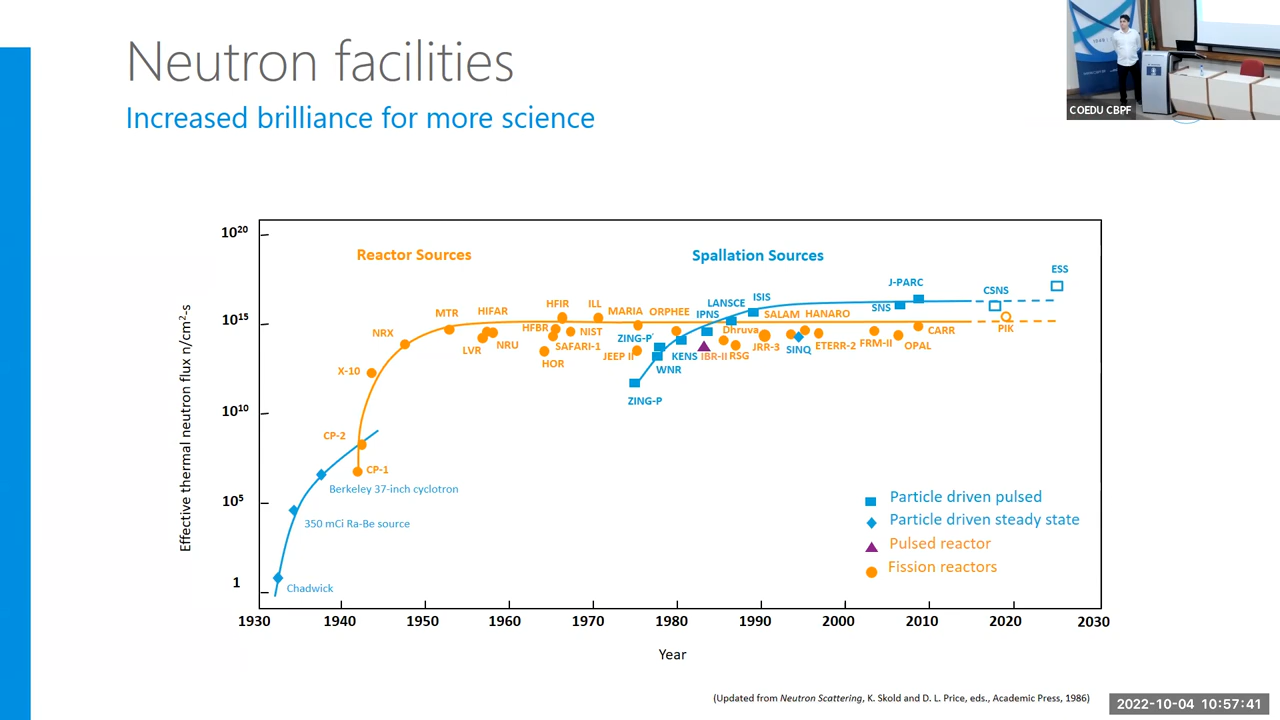 Neutron facilities
Increased brilliance for more science
COEDU CBPF
Effective thermal neutron flux n/cm²-s
10²⁰
10¹⁵
10¹⁰
10⁵
1
Reactor Sources
Spallation Sources
Chadwick
350 mCi Ra-Be source
Berkeley 37-inch cyclotron
CP-1
CP-2
X-10
NRX
MTR
LVR
HIFAR
NRU
HFBR
HFIR
HOR
SAFARI-1
NIST
ILL
MARIA
JEEP II
ZING-P
ZING-P'
WNR
ORPHEE
KENS
IPNS
IBR-II
LANSCE
Dhruva
RSG
ISIS
JRR-3
SALAM
SINQ
HANARO
ETERR-2
FRM-II
SNS
OPAL
J-PARC
CARR
CSNS
PIK
ESS
Particle driven pulsed
Particle driven steady state
Pulsed reactor
Fission reactors
1930 1940 1950 1960 1970 1980 1990 2000 2010 2020 2030
Year
(Updated from Neutron Scattering, K. Skold and D. L. Price, eds., Academic Press, 1986)
2022-10-04 10:57:41